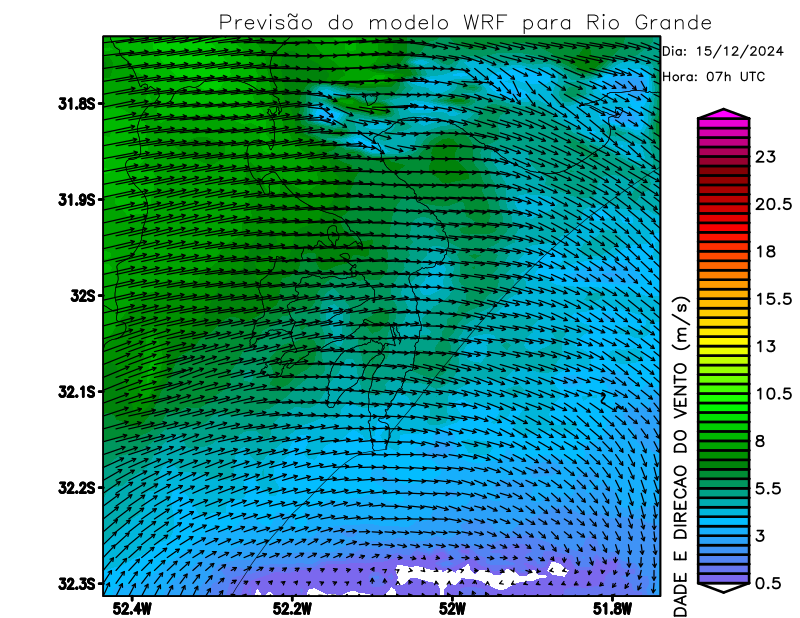 Previsão do modelo WRF para Rio Grande
Dia: 15/12/2024
Hora: 07h UTC
31.8S
31.9S
32S
32.1S
32.2S
32.3S
52.4W
52.2W
52W
51.8W
DADE E DIRECAO DO VENTO (m/s)
23
20.5
18
15.5
13
10.5
8
5.5
3
0.5